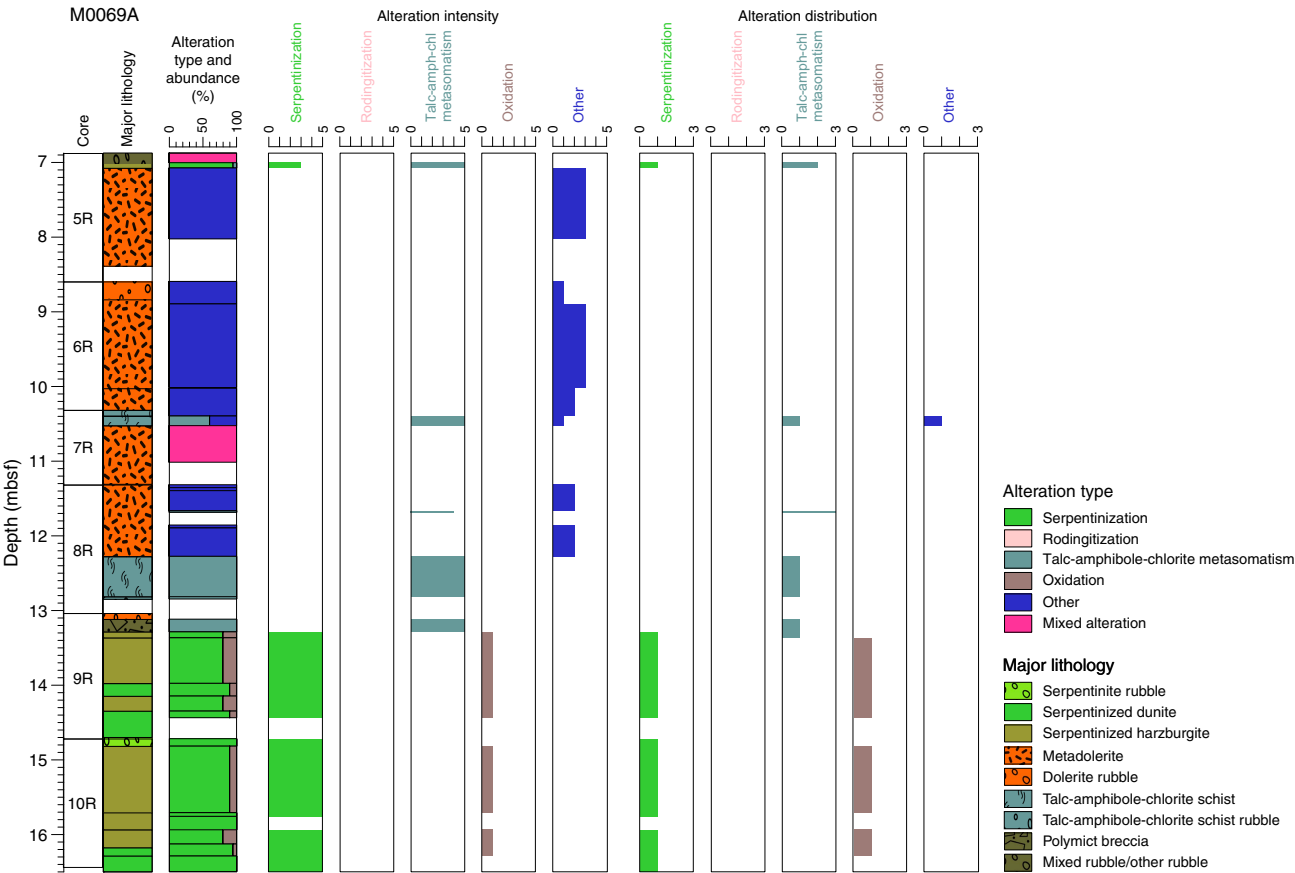 M0069A
Alteration intensity
Alteration distribution
Core
Major lithology
Alteration
type and
abundance
(%)
Serpentinization
Rodingitization
Talc-amph-chl
metasomatism
Oxidation
Other
Serpentinization
Rodingitization
Talc-amph-chl
metasomatism
Oxidation
Other
0 50 100 0 5 0 5 0 5 0 5 0 5 0 3 0 3 0 3 0 3 0 3
Depth (mbsf)
7
5R
8
9
6R
10
7R
11
12
8R
13
9R
14
15
10R
16
Alteration type
Serpentinization
Rodingitization
Talc-amphibole-chlorite metasomatism
Oxidation
Other
Mixed alteration
Major lithology
Serpentinite rubble
Serpentinized dunite
Serpentinized harzburgite
Metadolerite
Dolerite rubble
Talc-amphibole-chlorite schist
Talc-amphibole-chlorite schist rubble
Polymict breccia
Mixed rubble/other rubble